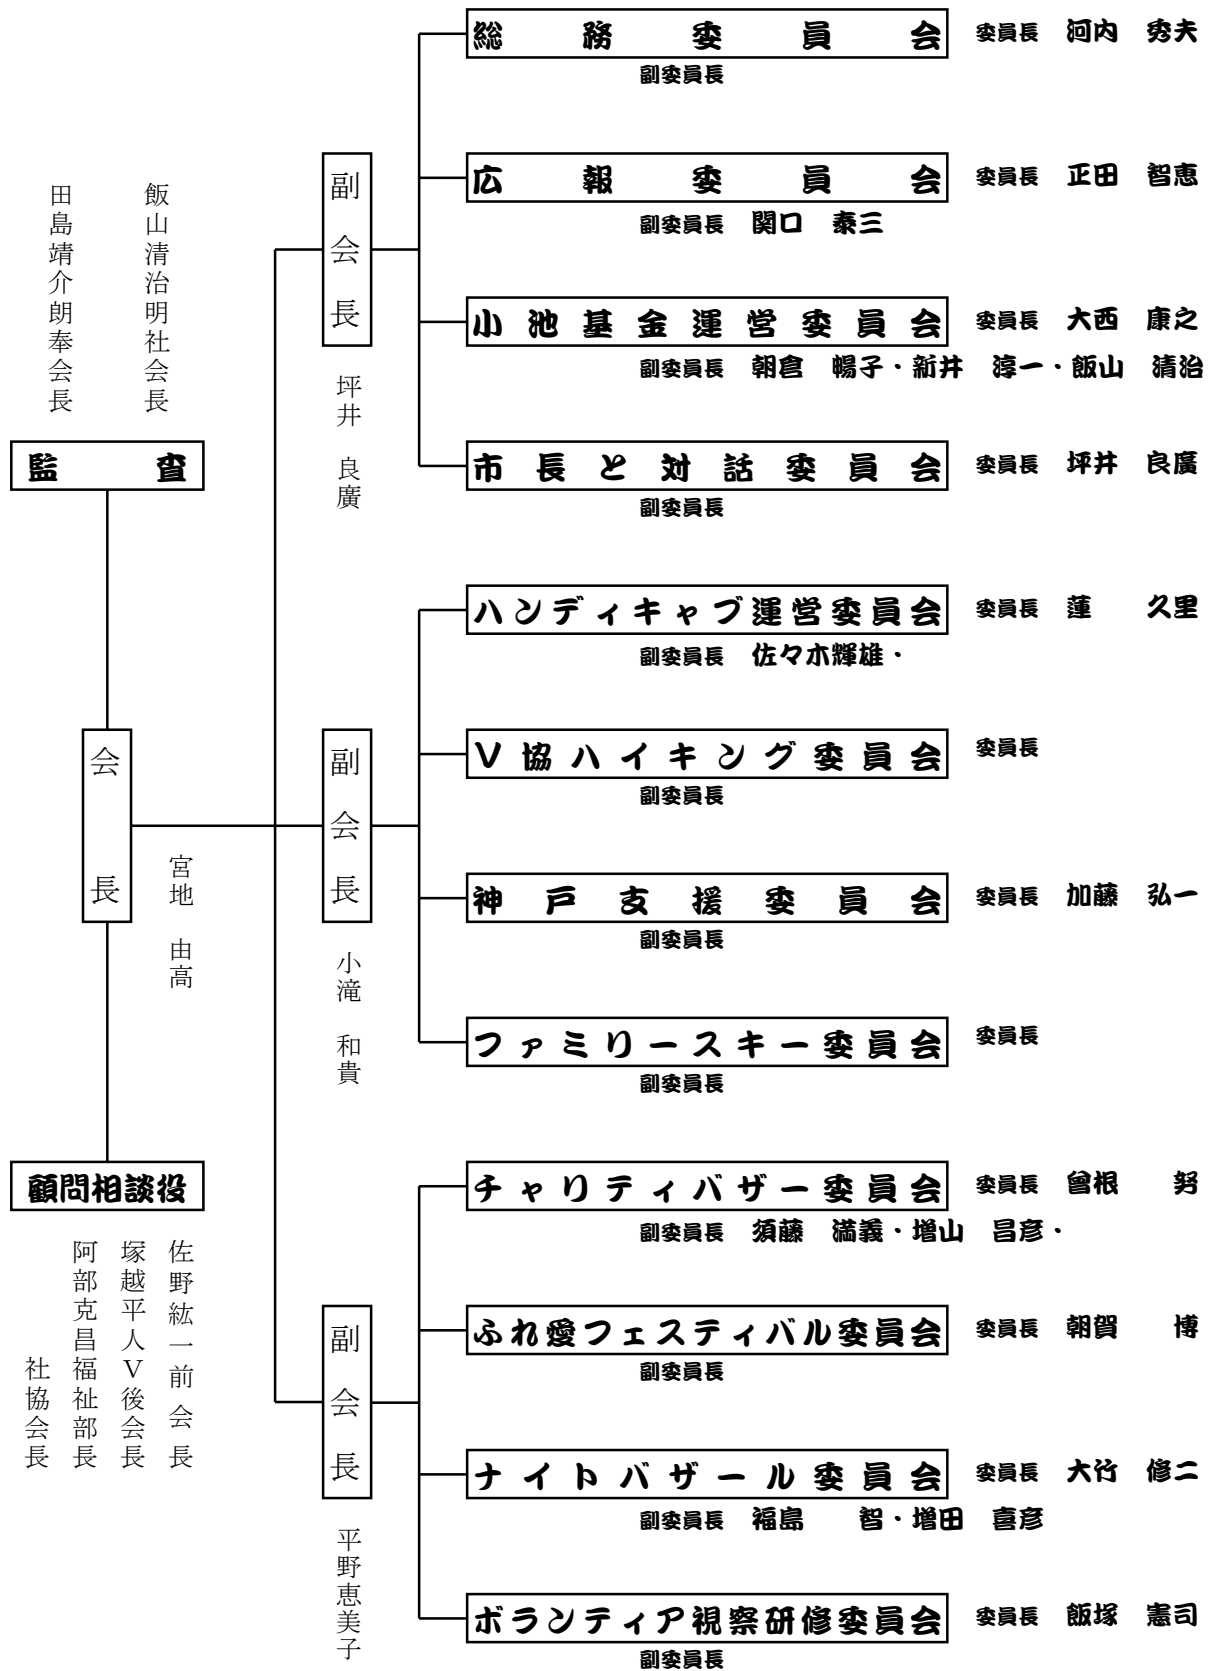 監　査
飯山清治明社会長
田島靖介朗奉会長
会長
宮地　由高
顧問相談役
佐野紘一前会長
塚越平人Ｖ後会長
阿部克昌福祉部長
社協会長
副会長
坪井　良廣
総務委員会　委員長　河内　秀夫
副委員長
広報委員会　委員長　正田　智恵
副委員長　関口　泰三
小池基金運営委員会　委員長　大西　康之
副委員長　朝倉　暢子・新井　淳一・飯山　清治
市長と対話委員会　委員長　坪井　良廣
副委員長
副会長
小滝　和貴
ハンディキャブ運営委員会　委員長　蓮　久里
副委員長　佐々木輝雄・
Ｖ協ハイキング委員会　委員長
副委員長
神戸支援委員会　委員長　加藤　弘一
副委員長
ファミリースキー委員会　委員長
副委員長
副会長
平野恵美子
チャリティバザー委員会　委員長　曾根　努
副委員長　須藤　満義・増山　昌彦・
ふれ愛フェスティバル委員会　委員長　朝賀　博
副委員長
ナイトバザール委員会　委員長　大竹　修二
副委員長　福島　智・増田　喜彦
ボランティア視察研修委員会　委員長　飯塚　憲司
副委員長